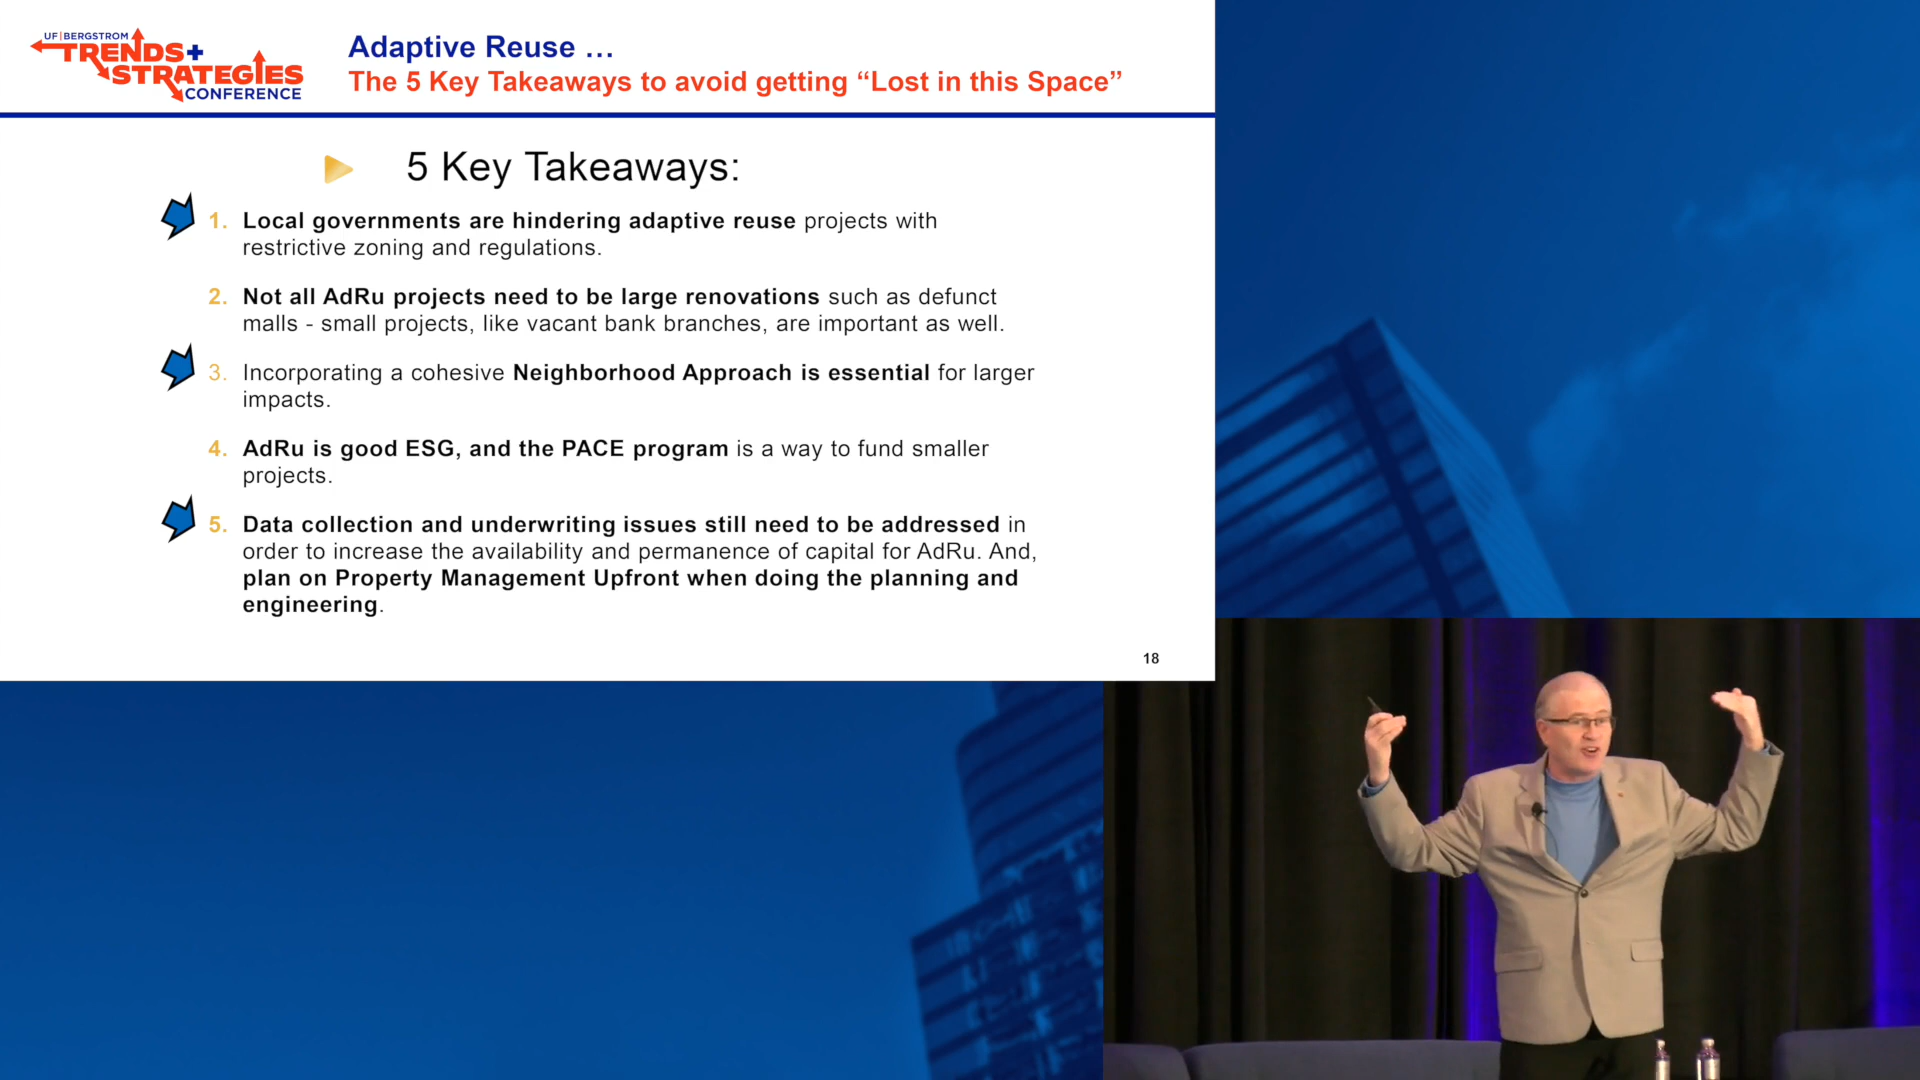 UF|BERGSTROM
TRENDS+
STRATEGIES
CONFERENCE
Adaptive Reuse …
The 5 Key Takeaways to avoid getting “Lost in this Space”
5 Key Takeaways:
1. Local governments are hindering adaptive reuse projects with
restrictive zoning and regulations.
2. Not all AdRu projects need to be large renovations such as defunct
malls - small projects, like vacant bank branches, are important as well.
3. Incorporating a cohesive Neighborhood Approach is essential for larger
impacts.
4. AdRu is good ESG, and the PACE program is a way to fund smaller
projects.
5. Data collection and underwriting issues still need to be addressed in
order to increase the availability and permanence of capital for AdRu. And,
plan on Property Management Upfront when doing the planning and
engineering.
18